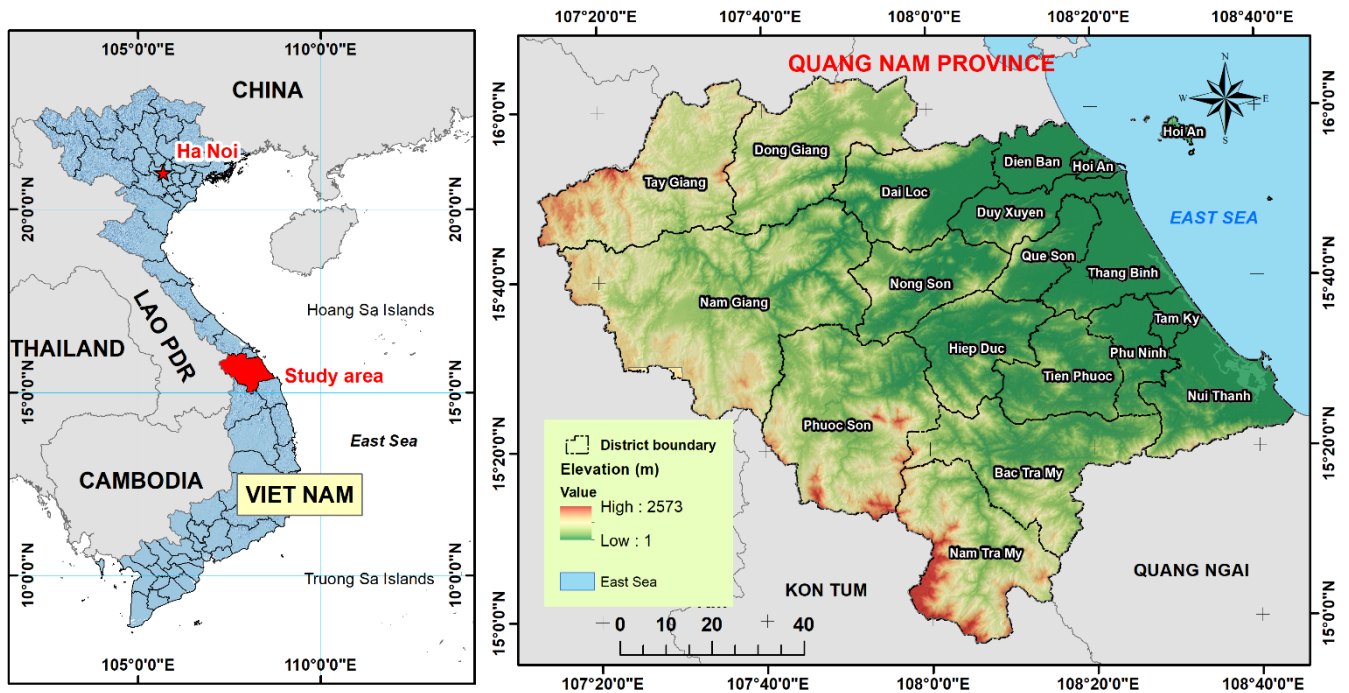 105°0'0"E
110°0'0"E
CHINA
Ha Noi
20°0'0"N
20°0'0"N
LAO PDR
Hoang Sa Islands
THAILAND
Study area
15°0'0"N
15°0'0"N
East Sea
CAMBODIA
VIET NAM
10°0'0"N
10°0'0"N
Truong Sa Islands
105°0'0"E
110°0'0"E
107°20'0"E
107°40'0"E
108°0'0"E
108°20'0"E
108°40'0"E
QUANG NAM PROVINCE
N
W
E
S
16°0'0"N
16°0'0"N
Hoi An
Dong Giang
Dien Ban
Hoi An
Tay Giang
Dai Loc
Duy Xuyen
EAST SEA
Que Son
Thang Binh
15°40'0"N
15°40'0"N
Nong Son
Nam Giang
Tam Ky
Hiep Duc
Phu Ninh
Tien Phuoc
Nui Thanh
Phuoc Son
15°20'0"N
15°20'0"N
Bac Tra My
Nam Tra My
District boundary
Elevation (m)
Value
High : 2573
Low : 1
East Sea
KON TUM
QUANG NGAI
0
10
20
40
15°0'0"N
15°0'0"N
107°20'0"E
107°40'0"E
108°0'0"E
108°20'0"E
108°40'0"E